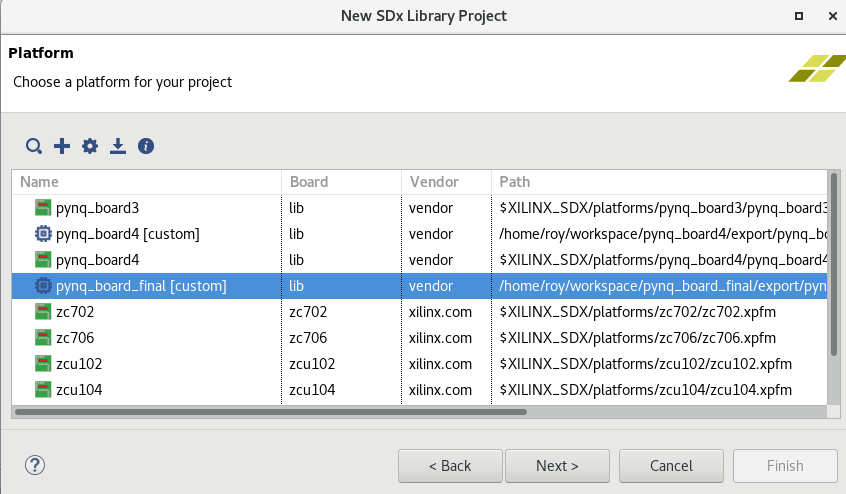 New SDx Library Project
Platform
Choose a platform for your project
Name Board Vendor Path
pynq_board3 lib vendor $XILINX_SDX/platforms/pynq_board3/pynq_board3
pynq_board4 [custom] lib vendor /home/roy/workspace/pynq_board4/export/pynq_bo
pynq_board4 lib vendor $XILINX_SDX/platforms/pynq_board4/pynq_board4
pynq_board_final [custom] lib vendor /home/roy/workspace/pynq_board_final/export/pyn
zc702 zc702 xilinx.com $XILINX_SDX/platforms/zc702/zc702.xpfm
zc706 zc706 xilinx.com $XILINX_SDX/platforms/zc706/zc706.xpfm
zcu102 zcu102 xilinx.com $XILINX_SDX/platforms/zcu102/zcu102.xpfm
zcu104 zcu104 xilinx.com $XILINX_SDX/platforms/zcu104/zcu104.xpfm
? < Back Next > Cancel Finish